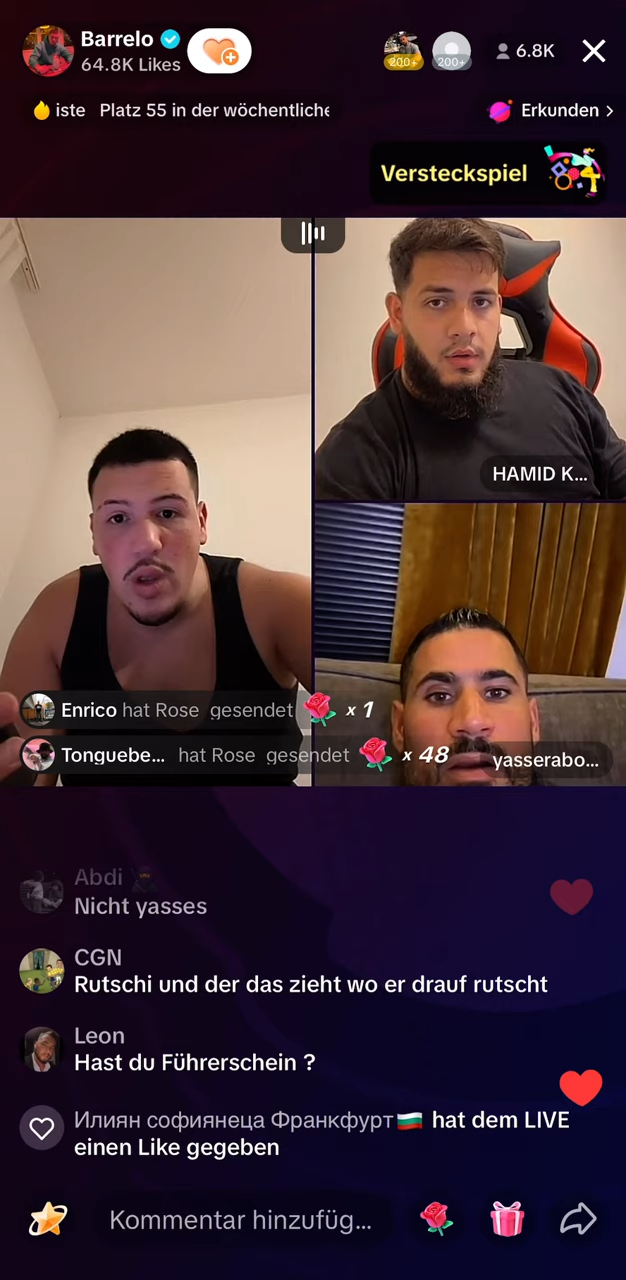 Barrelo
64.8K Likes
200+
200+
6.8K
iste Platz 55 in der wöchentliche
Erkunden >
Versteckspiel
HAMID K...
Enrico hat Rose gesendet x 1
Tonguebe... hat Rose gesendet x 48
yasserabo...
Abdi
Nicht yasses
CGN
Rutschi und der das zieht wo er drauf rutscht
Leon
Hast du Führerschein ?
Илиян софиянеца Франкфурт hat dem LIVE
einen Like gegeben
Kommentar hinzufüg...